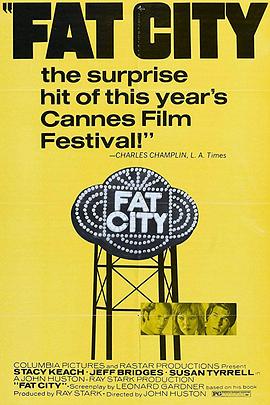 "FAT CITY
the surprise
hit of this year's
Cannes Film
Festival!"
—CHARLES CHAMPLIN, L.A. Times
FAT
CITY
COLUMBIA PICTURES and RASTAR PRODUCTIONS Present
STACY KEACH · JEFF BRIDGES · SUSAN TYRRELL in
A JOHN HUSTON-RAY STARK PRODUCTION
"FAT CITY" · Screenplay by LEONARD GARDNER based on his book
Produced by RAY STARK · Directed by JOHN HUSTON
PG